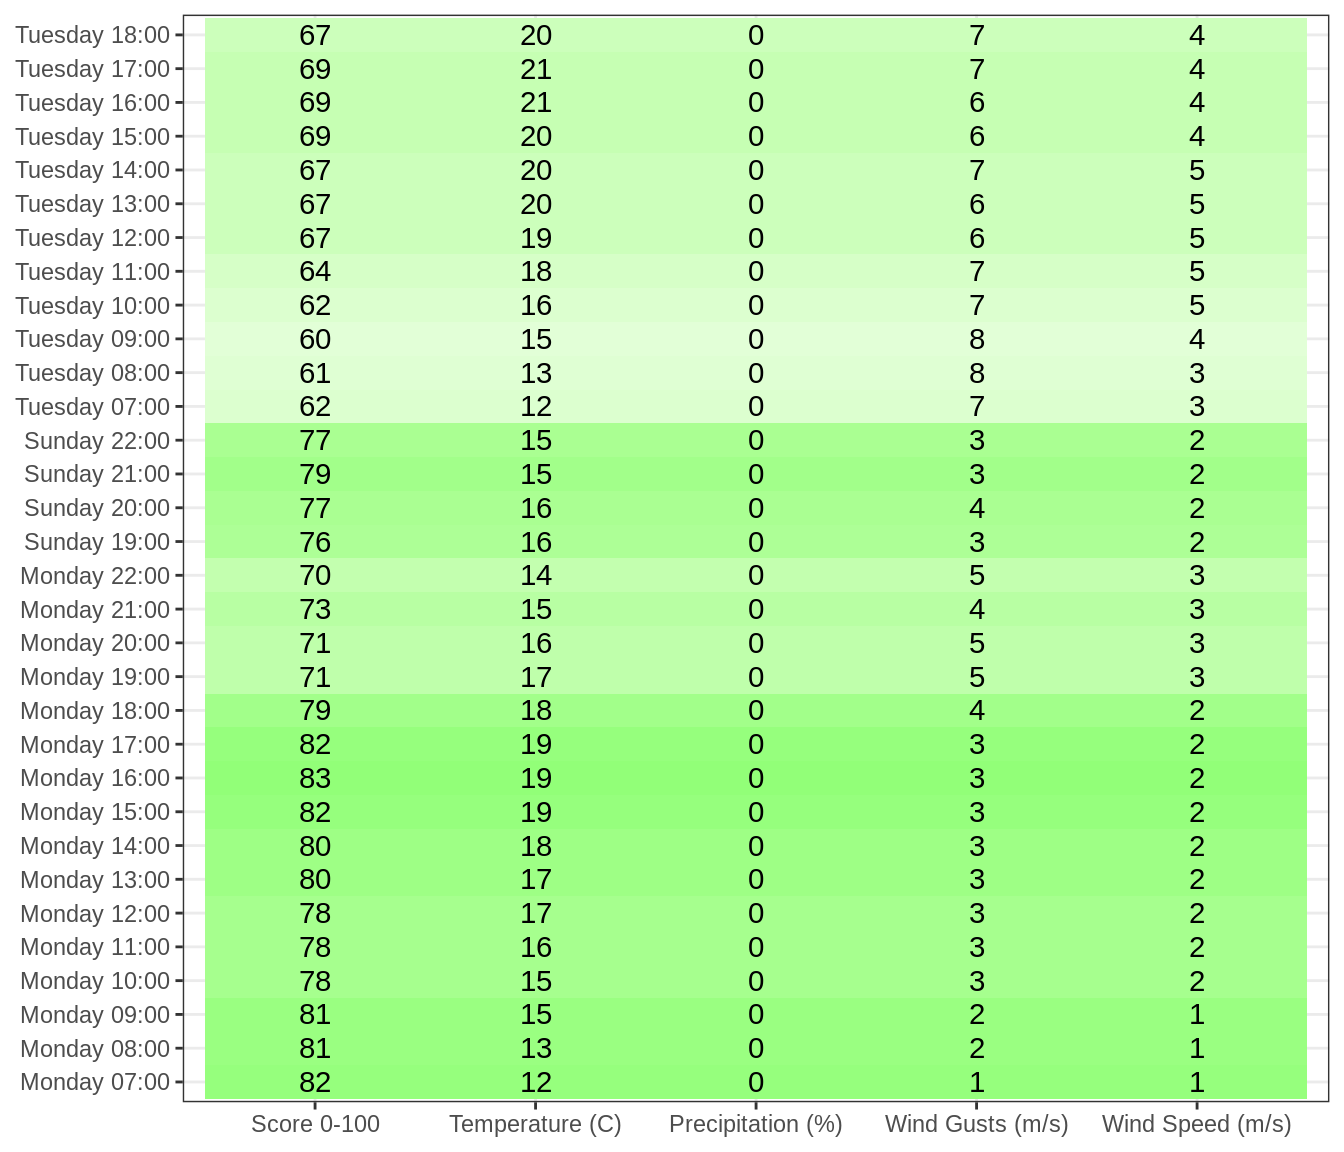 Tuesday 18:00 67 20 0 7 4
Tuesday 17:00 69 21 0 7 4
Tuesday 16:00 69 21 0 6 4
Tuesday 15:00 69 20 0 6 4
Tuesday 14:00 67 20 0 7 5
Tuesday 13:00 67 20 0 6 5
Tuesday 12:00 67 19 0 6 5
Tuesday 11:00 64 18 0 7 5
Tuesday 10:00 62 16 0 7 5
Tuesday 09:00 60 15 0 8 4
Tuesday 08:00 61 13 0 8 3
Tuesday 07:00 62 12 0 7 3
Sunday 22:00 77 15 0 3 2
Sunday 21:00 79 15 0 3 2
Sunday 20:00 77 16 0 4 2
Sunday 19:00 76 16 0 3 2
Monday 22:00 70 14 0 5 3
Monday 21:00 73 15 0 4 3
Monday 20:00 71 16 0 5 3
Monday 19:00 71 17 0 5 3
Monday 18:00 79 18 0 4 2
Monday 17:00 82 19 0 3 2
Monday 16:00 83 19 0 3 2
Monday 15:00 82 19 0 3 2
Monday 14:00 80 18 0 3 2
Monday 13:00 80 17 0 3 2
Monday 12:00 78 17 0 3 2
Monday 11:00 78 16 0 3 2
Monday 10:00 78 15 0 3 2
Monday 09:00 81 15 0 2 1
Monday 08:00 81 13 0 2 1
Monday 07:00 82 12 0 1 1
Score 0-100 Temperature (C) Precipitation (%) Wind Gusts (m/s) Wind Speed (m/s)